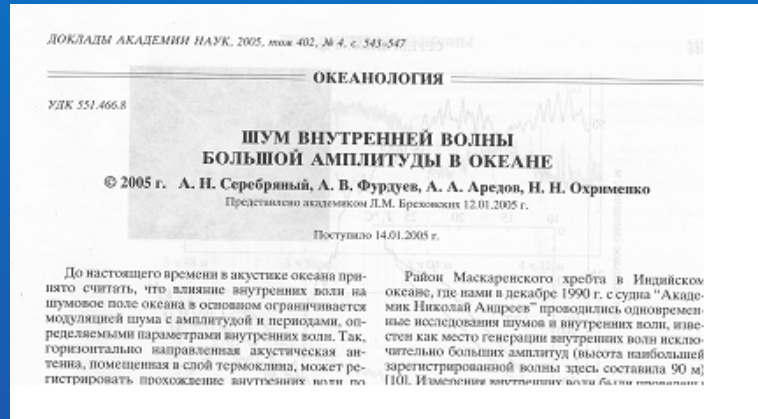 ДОКЛАДЫ АКАДЕМИИ НАУК, 2005, том 402, № 4, с. 543–547
ОКЕАНОЛОГИЯ
УДК 551.466.8
ШУМ ВНУТРЕННЕЙ ВОЛНЫ
БОЛЬШОЙ АМПЛИТУДЫ В ОКЕАНЕ
© 2005 г. А. Н. Серебряный, А. В. Фурдуев, А. А. Аредов, Н. Н. Охрименко
Представлено академиком Л.М. Бреховских 12.01.2005 г.
Поступило 14.01.2005 г.
До настоящего времени в акустике океана при-
нято считать, что влияние внутренних волн на
шумовое поле океана в основном ограничивается
модуляцией шума с амплитудой и периодами, оп-
ределяемыми параметрами внутренних волн. Так,
горизонтально направленная акустическая ан-
тенна, помещенная в слой термоклина, может ре-
гистрировать прохождение внутренних волн по
Район Маскаренского хребта в Индийском
океане, где нами в декабре 1990 г. с судна “Акаде-
мик Николай Андреев” проводились одновремен-
ные исследования шумов и внутренних волн, изве-
стен как место генерации внутренних волн исклю-
чительно больших амплитуд (высота наибольшей
зарегистрированной волны здесь составила 90 м)
[10]. Измерения внутренних волн были проведены